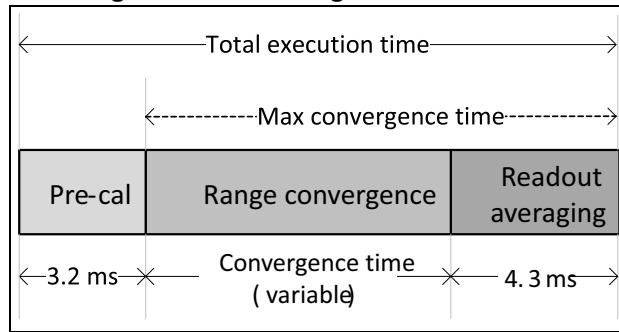 Total execution time
Max convergence time
Pre-cal
Range convergence
Readout
averaging
3.2 ms
Convergence time
( variable)
4. 3 ms